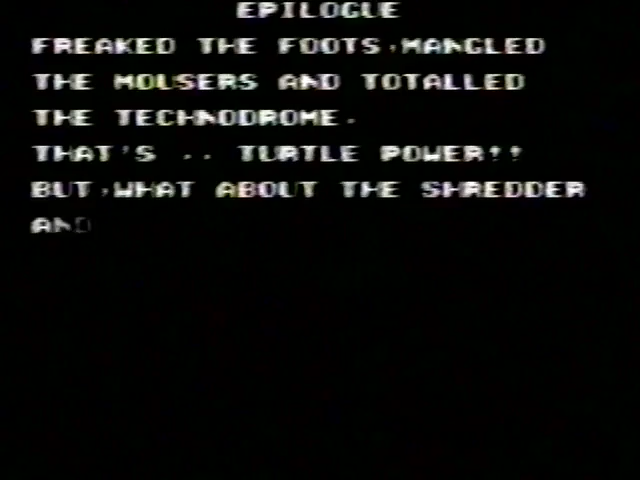 EPILOGUE
FREAKED THE FOOTS,MANGLED
THE MOUSERS AND TOTALLED
THE TECHNODROME.
THAT'S .. TURTLE POWER!!
BUT,WHAT ABOUT THE SHREDDER
AND